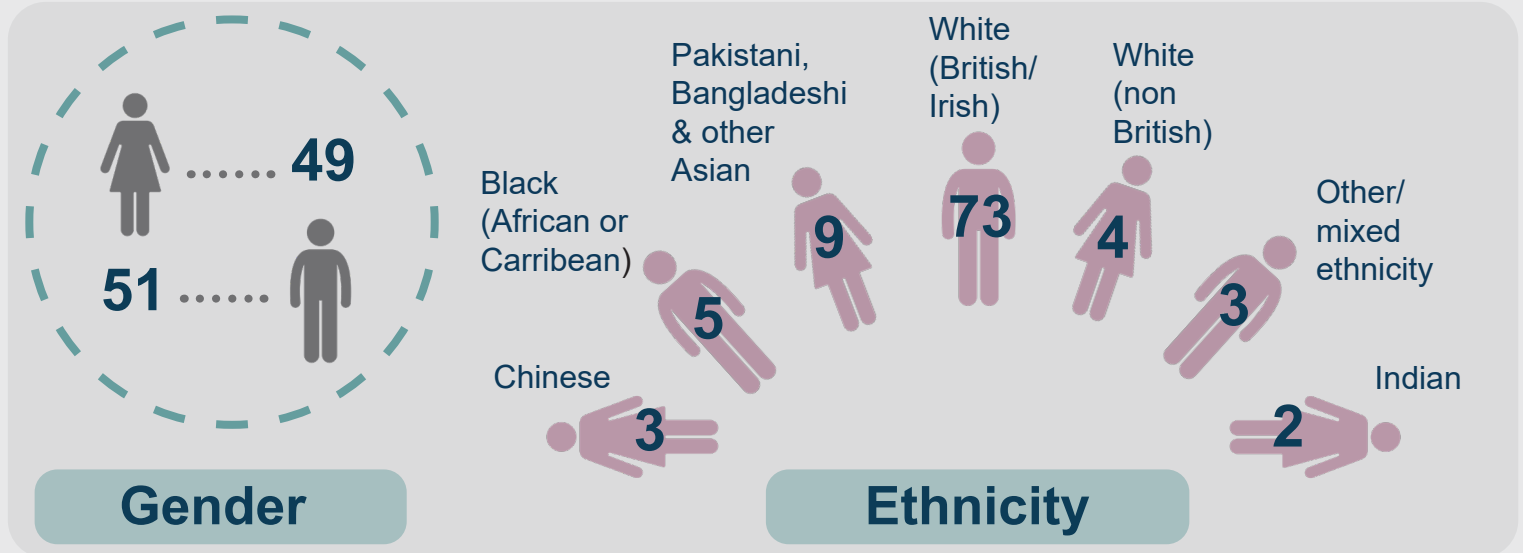 49
51
Gender
Chinese
3
Black
(African or
Carribean)
5
Pakistani,
Bangladeshi
& other
Asian
9
White
(British/
Irish)
73
White
(non
British)
4
Other/
mixed
ethnicity
3
Indian
2
Ethnicity